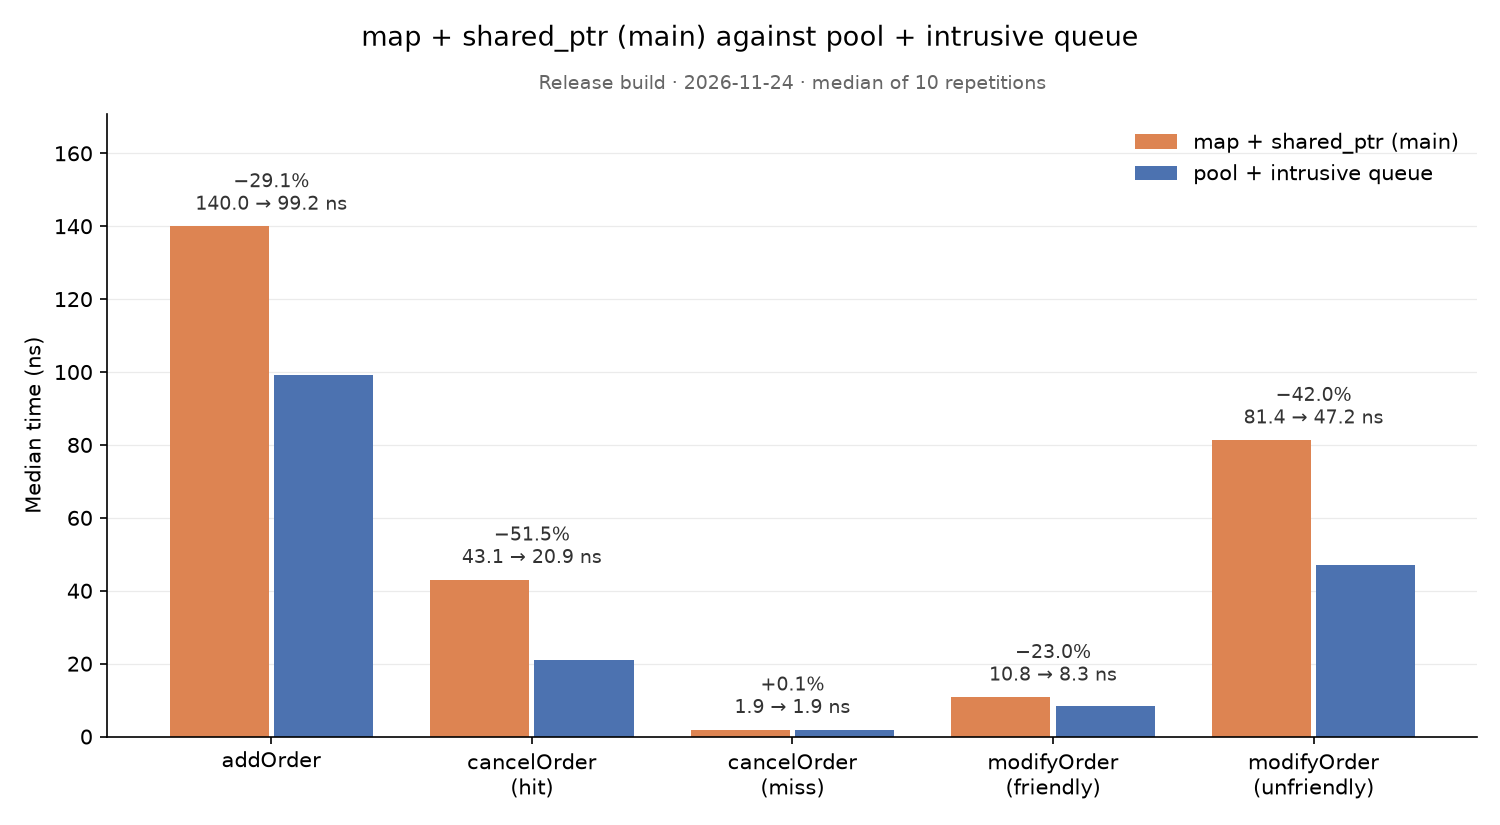 map + shared_ptr (main) against pool + intrusive queue
Release build · 2026-11-24 · median of 10 repetitions
map + shared_ptr (main)
pool + intrusive queue
Median time (ns)
160
140
120
100
80
60
40
20
0
−29.1%
140.0 → 99.2 ns
−51.5%
43.1 → 20.9 ns
+0.1%
1.9 → 1.9 ns
−23.0%
10.8 → 8.3 ns
−42.0%
81.4 → 47.2 ns
addOrder
cancelOrder
(hit)
cancelOrder
(miss)
modifyOrder
(friendly)
modifyOrder
(unfriendly)